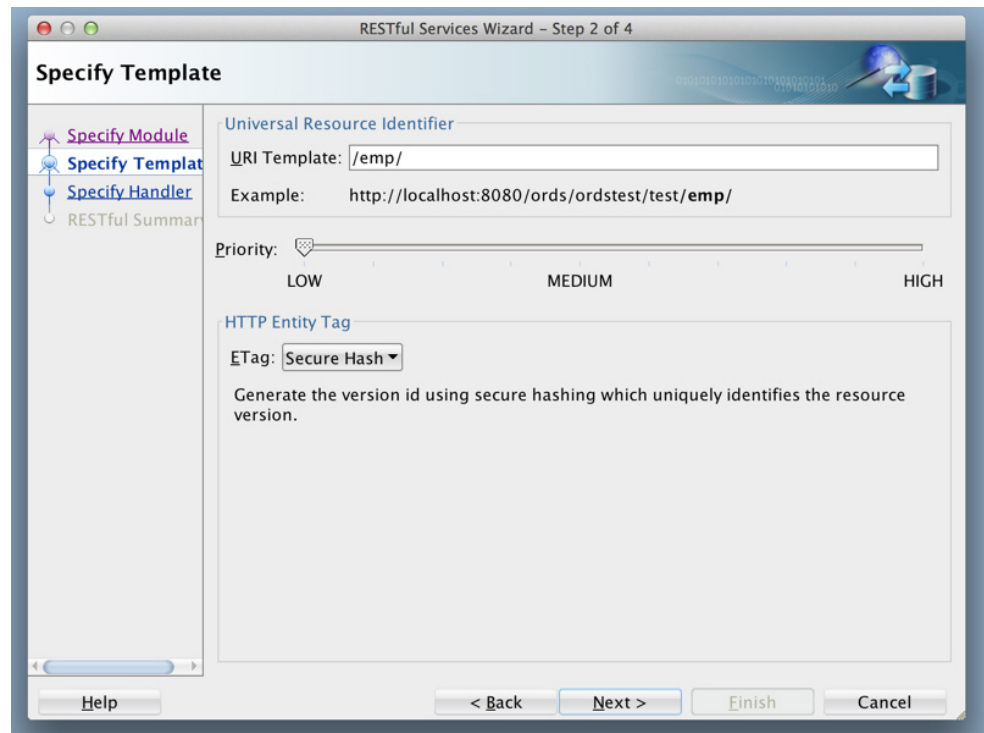 RESTful Services Wizard – Step 2 of 4
Specify Template
Specify Module
Specify Templat
Specify Handler
RESTful Summar
Universal Resource Identifier
URI Template: /emp/
Example: http://localhost:8080/ords/ordstest/test/emp/
Priority:
LOW MEDIUM HIGH
HTTP Entity Tag
ETag: Secure Hash
Generate the version id using secure hashing which uniquely identifies the resource
version.
Help < Back Next > Finish Cancel